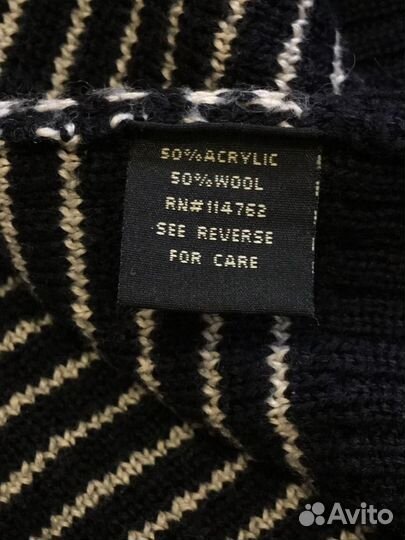 50%ACRYLIC
50%WOOL
RN#114762
SEE REVERSE
FOR CARE
Avito